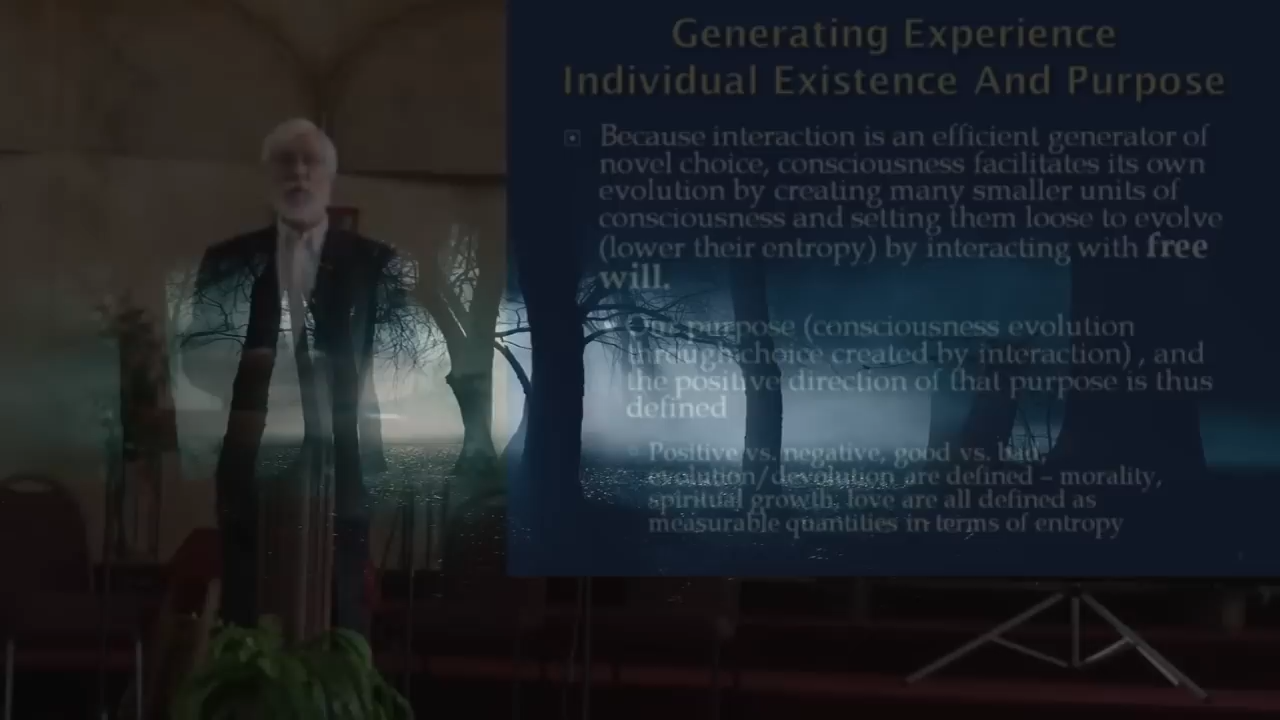 Generating Experience
Individual Existence And Purpose
Because interaction is an efficient generator of
novel choice, consciousness facilitates its own
evolution by creating many smaller units of
consciousness and setting them loose to evolve
(lower their entropy) by interacting with free
will.
One purpose (consciousness evolution
through choice created by interaction) , and
the positive direction of that purpose is thus
defined
Positive vs. negative, good vs. bad,
evolution/devolution are defined – morality,
spiritual growth, love are all defined as
measurable quantities in terms of entropy